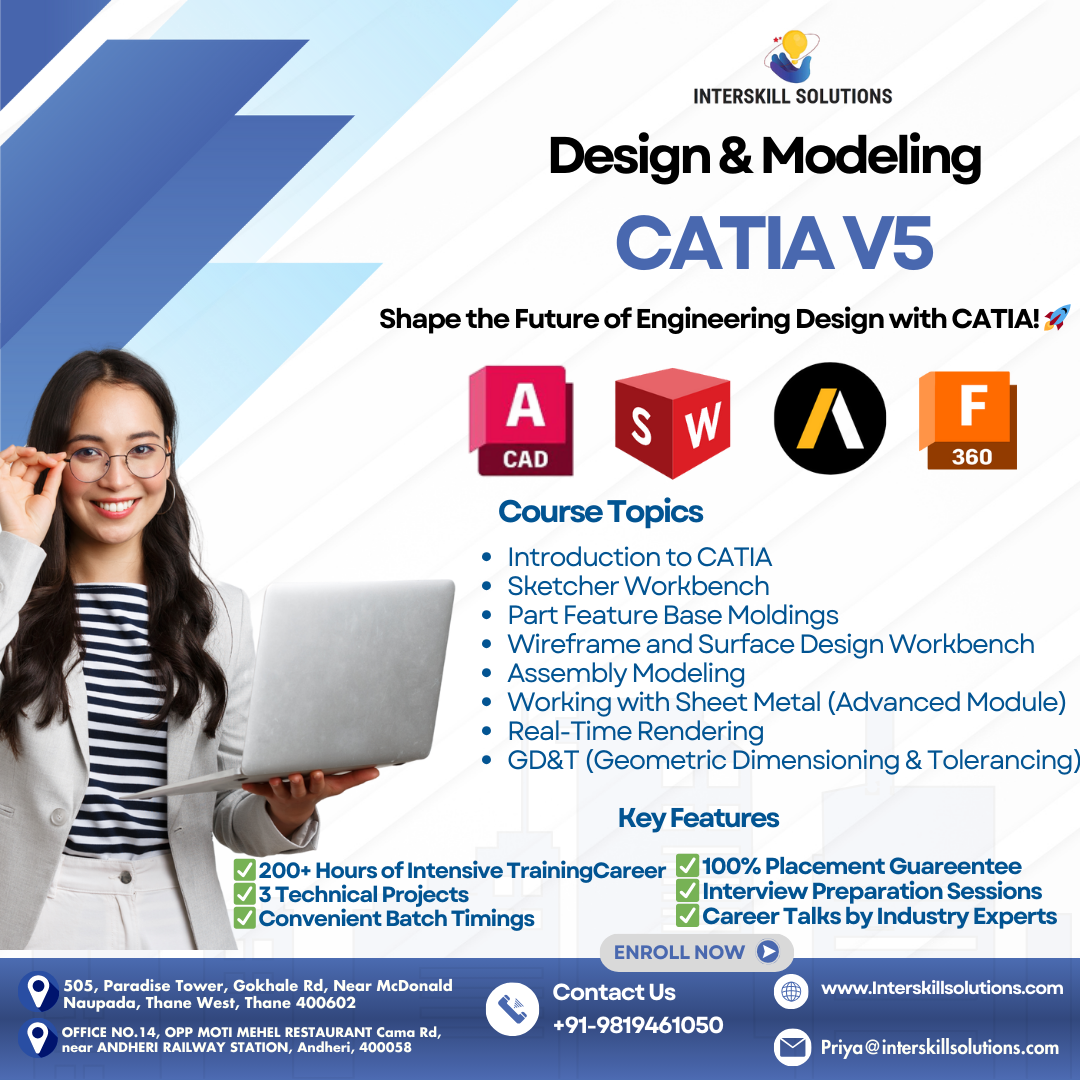 INTERSKILL SOLUTIONS
Design & Modeling
CATIA V5
Shape the Future of Engineering Design with CATIA!🚀
A
CAD
S W
F
360
Course Topics
• Introduction to CATIA
• Sketcher Workbench
• Part Feature Base Moldings
• Wireframe and Surface Design Workbench
• Assembly Modeling
• Working with Sheet Metal (Advanced Module)
• Real-Time Rendering
• GD&T (Geometric Dimensioning & Tolerancing)
Key Features
✅200+ Hours of Intensive TrainingCareer
✅3 Technical Projects
✅Convenient Batch Timings
✅100% Placement Guareentee
✅Interview Preparation Sessions
✅Career Talks by Industry Experts
ENROLL NOW
505, Paradise Tower, Gokhale Rd, Near McDonald
Naupada, Thane West, Thane 400602
OFFICE NO.14, OPP MOTI MEHEL RESTAURANT Cama Rd,
near ANDHERI RAILWAY STATION, Andheri, 400058
Contact Us
+91-9819461050
www.Interskillsolutions.com
Priya@interskillsolutions.com